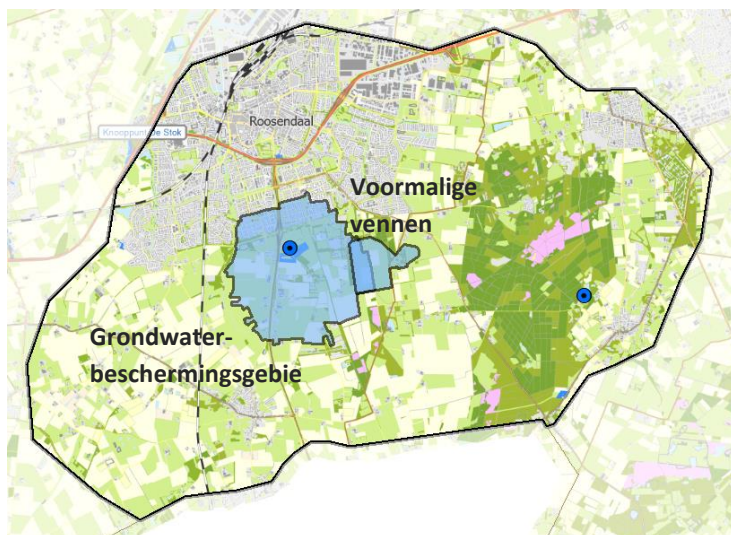 Knooppunt de Stok
Roosendaal
Voormalige
vennen
Grondwater-
beschermingsgebie